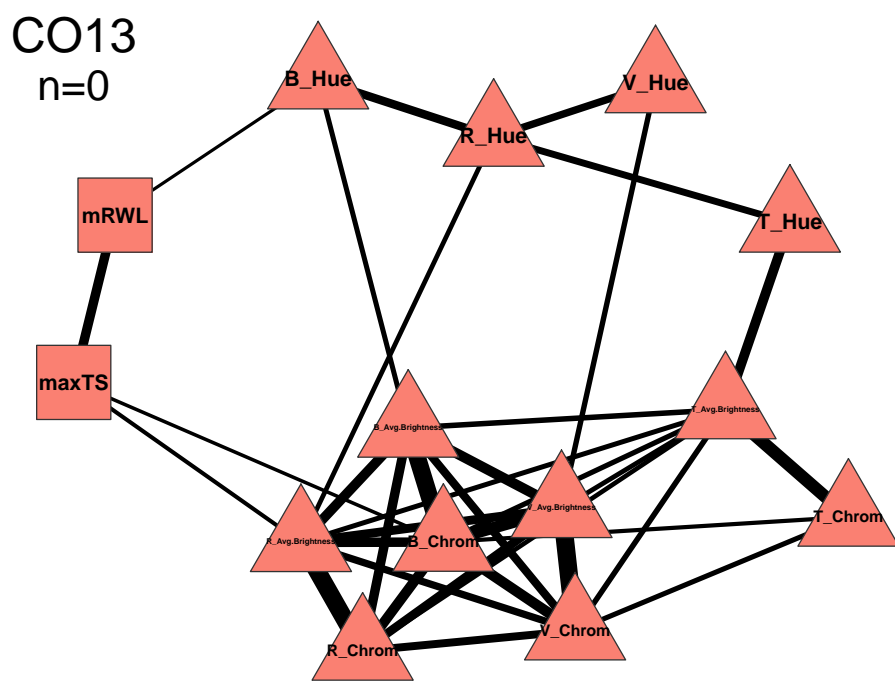 CO13
n=0
B_Hue
V_Hue
R_Hue
mRWL
T_Hue
maxTS
T_Avg.Brightness
B_Avg.Brightness
V_Avg.Brightness
T_Chrom
R_Avg.Brightness
B_Chrom
V_Chrom
R_Chrom